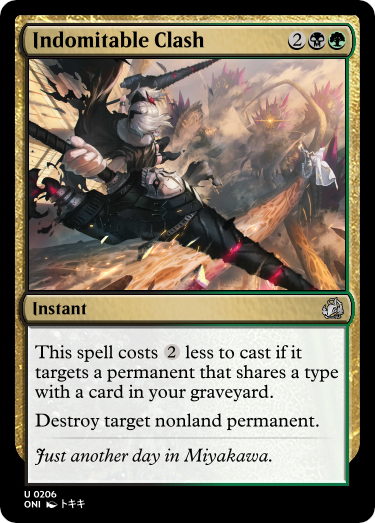 Indomitable Clash 2
Instant
This spell costs 2 less to cast if it
targets a permanent that shares a type
with a card in your graveyard.
Destroy target nonland permanent.
Just another day in Miyakawa.
U 0206
ONI トキキ